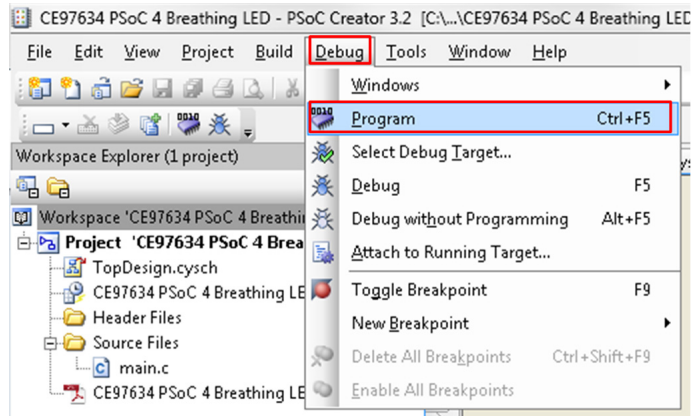 CE97634 PSoC 4 Breathing LED - PSoC Creator 3.2 [C:\...\CE97634 PSoC 4 Breathing LED
File Edit View Project Build Debug Tools Window Help
Windows
Program Ctrl+F5
Workspace Explorer (1 project)
Select Debug Target...
Debug F5
Workspace 'CE97634 PSoC 4 Breathi
Debug without Programming Alt+F5
Project 'CE97634 PSoC 4 Brea
Attach to Running Target...
TopDesign.cysch
CE97634 PSoC 4 Breathing LE
Toggle Breakpoint F9
Header Files
New Breakpoint
Source Files
Delete All Breakpoints Ctrl+Shift+F9
main.c
CE97634 PSoC 4 Breathing LE
Enable All Breakpoints